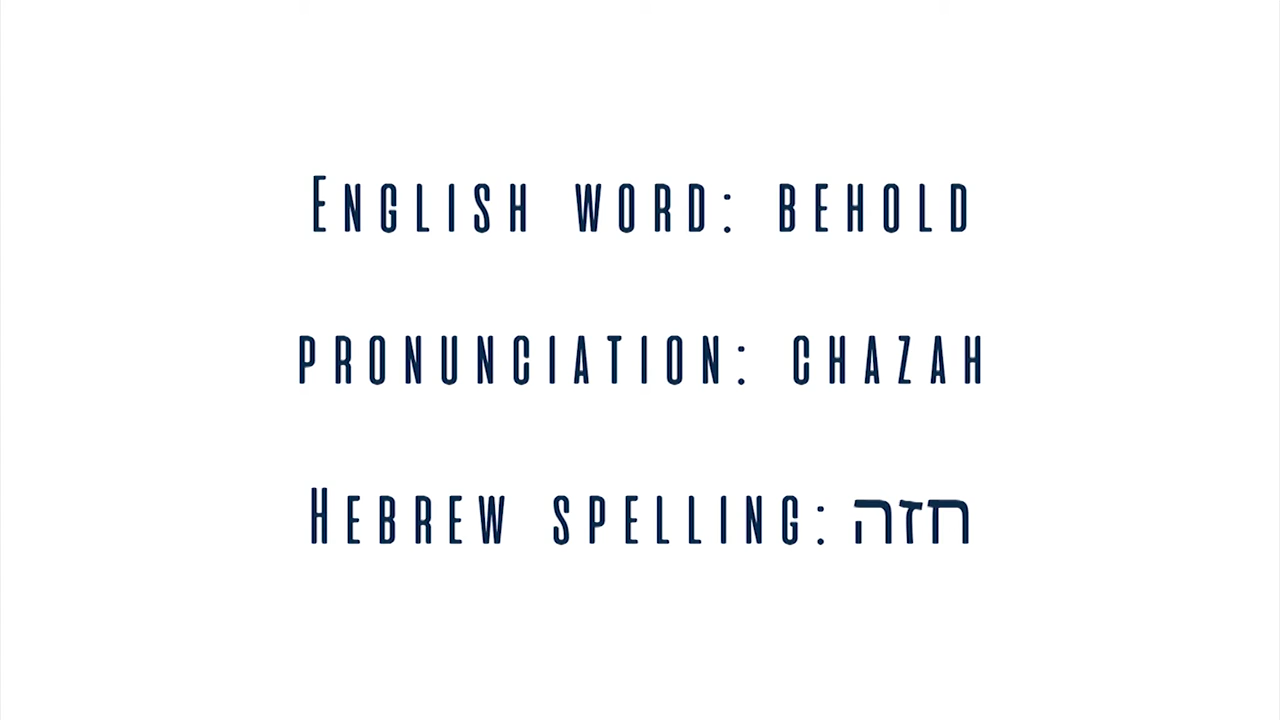 English word: behold
pronunciation: chazah
Hebrew spelling: חזה